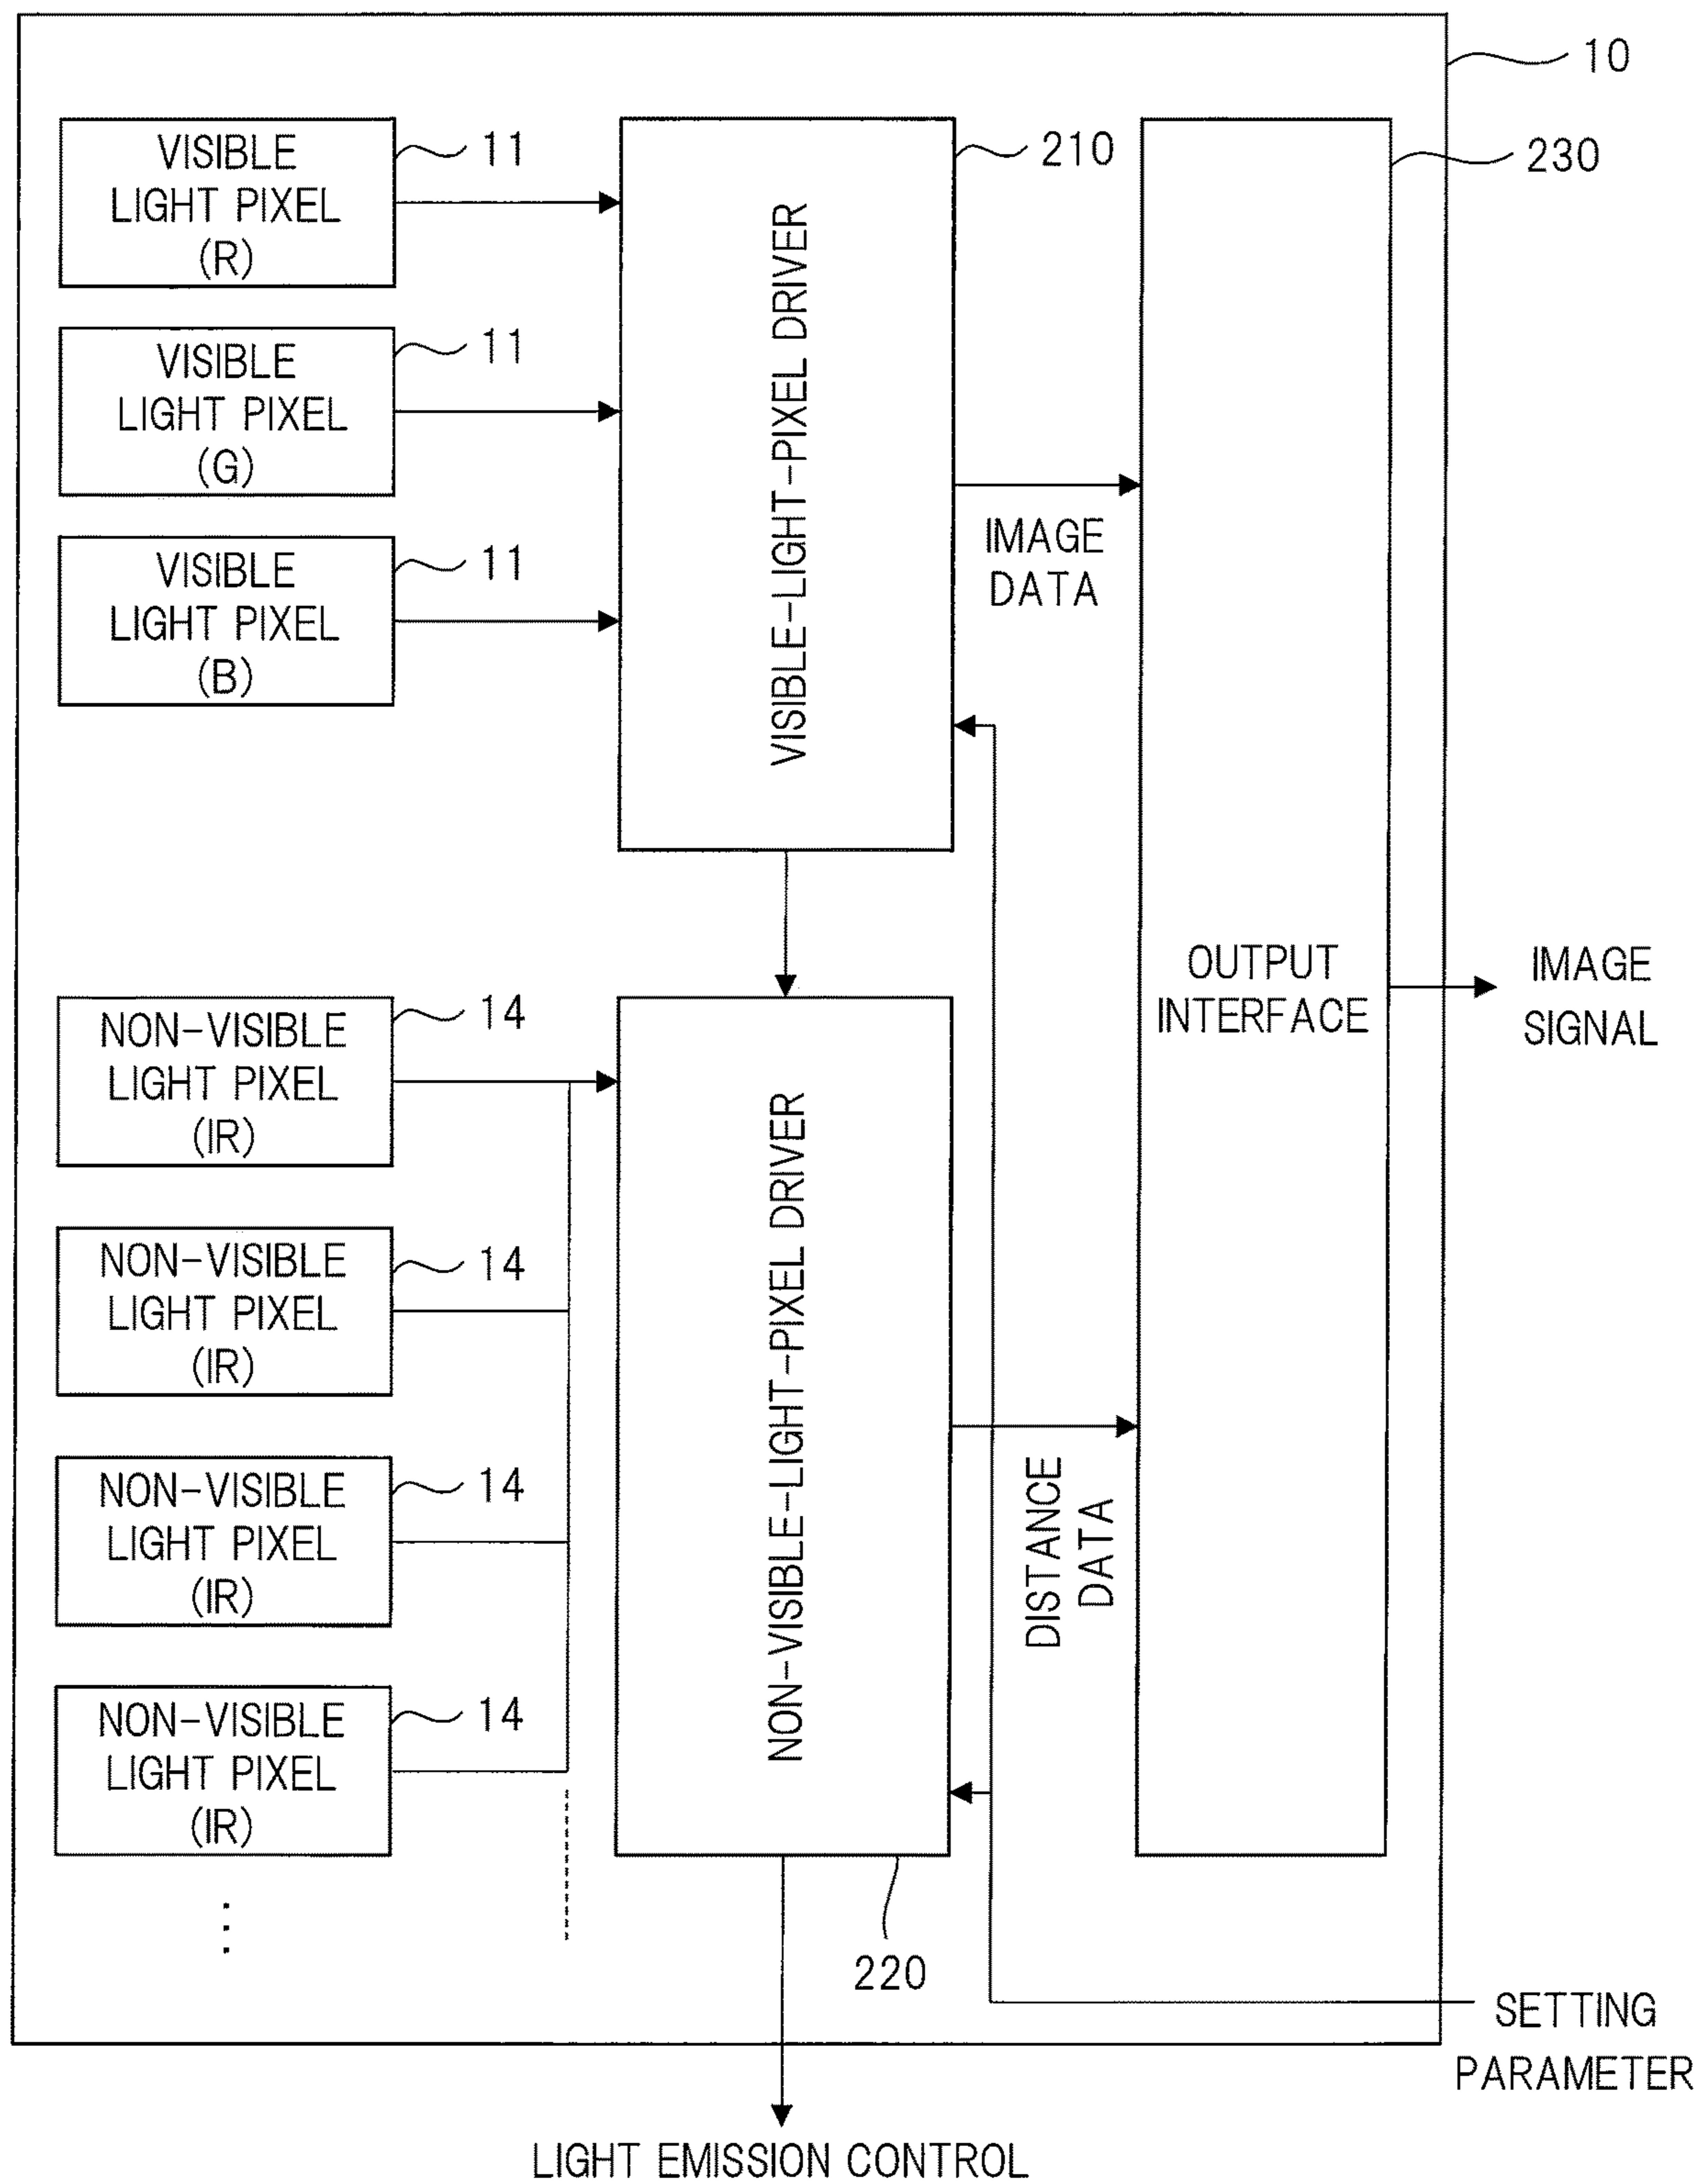 10
VISIBLE
LIGHT PIXEL
(R)
11
210
230
VISIBLE
LIGHT PIXEL
(G)
11
VISIBLE
LIGHT PIXEL
(B)
11
VISIBLE-LIGHT-PIXEL DRIVER
IMAGE
DATA
OUTPUT
INTERFACE
IMAGE
SIGNAL
NON-VISIBLE
LIGHT PIXEL
(IR)
14
NON-VISIBLE
LIGHT PIXEL
(IR)
14
NON-VISIBLE
LIGHT PIXEL
(IR)
14
NON-VISIBLE
LIGHT PIXEL
(IR)
14
NON-VISIBLE-LIGHT-PIXEL DRIVER
DISTANCE
DATA
220
SETTING
PARAMETER
LIGHT EMISSION CONTROL